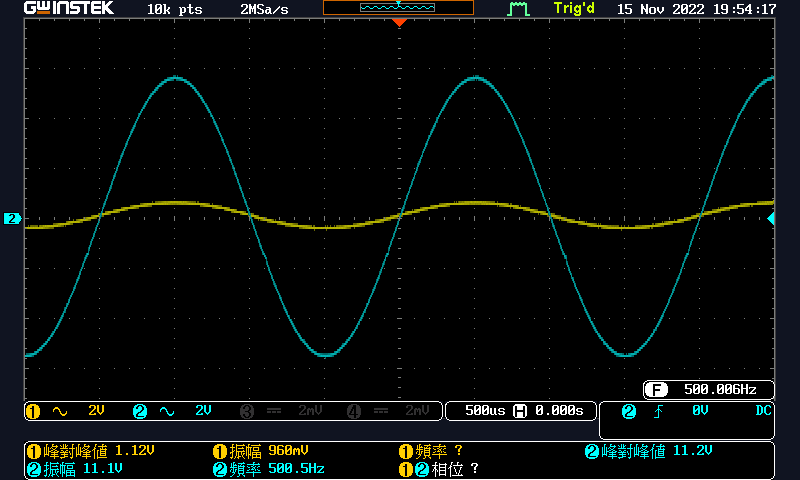 GWINSTEK 10k pts 2MSa/s Trig'd 15 Nov 2022 19:54:17
2
F 500.006Hz
1 2V 2 2V 3 2mV 4 2mV 500us H 0.000s 2 0V DC
1峰對峰值 1.12V 1振幅 960mV 1頻率 ? 2峰對峰值 11.2V
2振幅 11.1V 2頻率 500.5Hz 12相位 ?